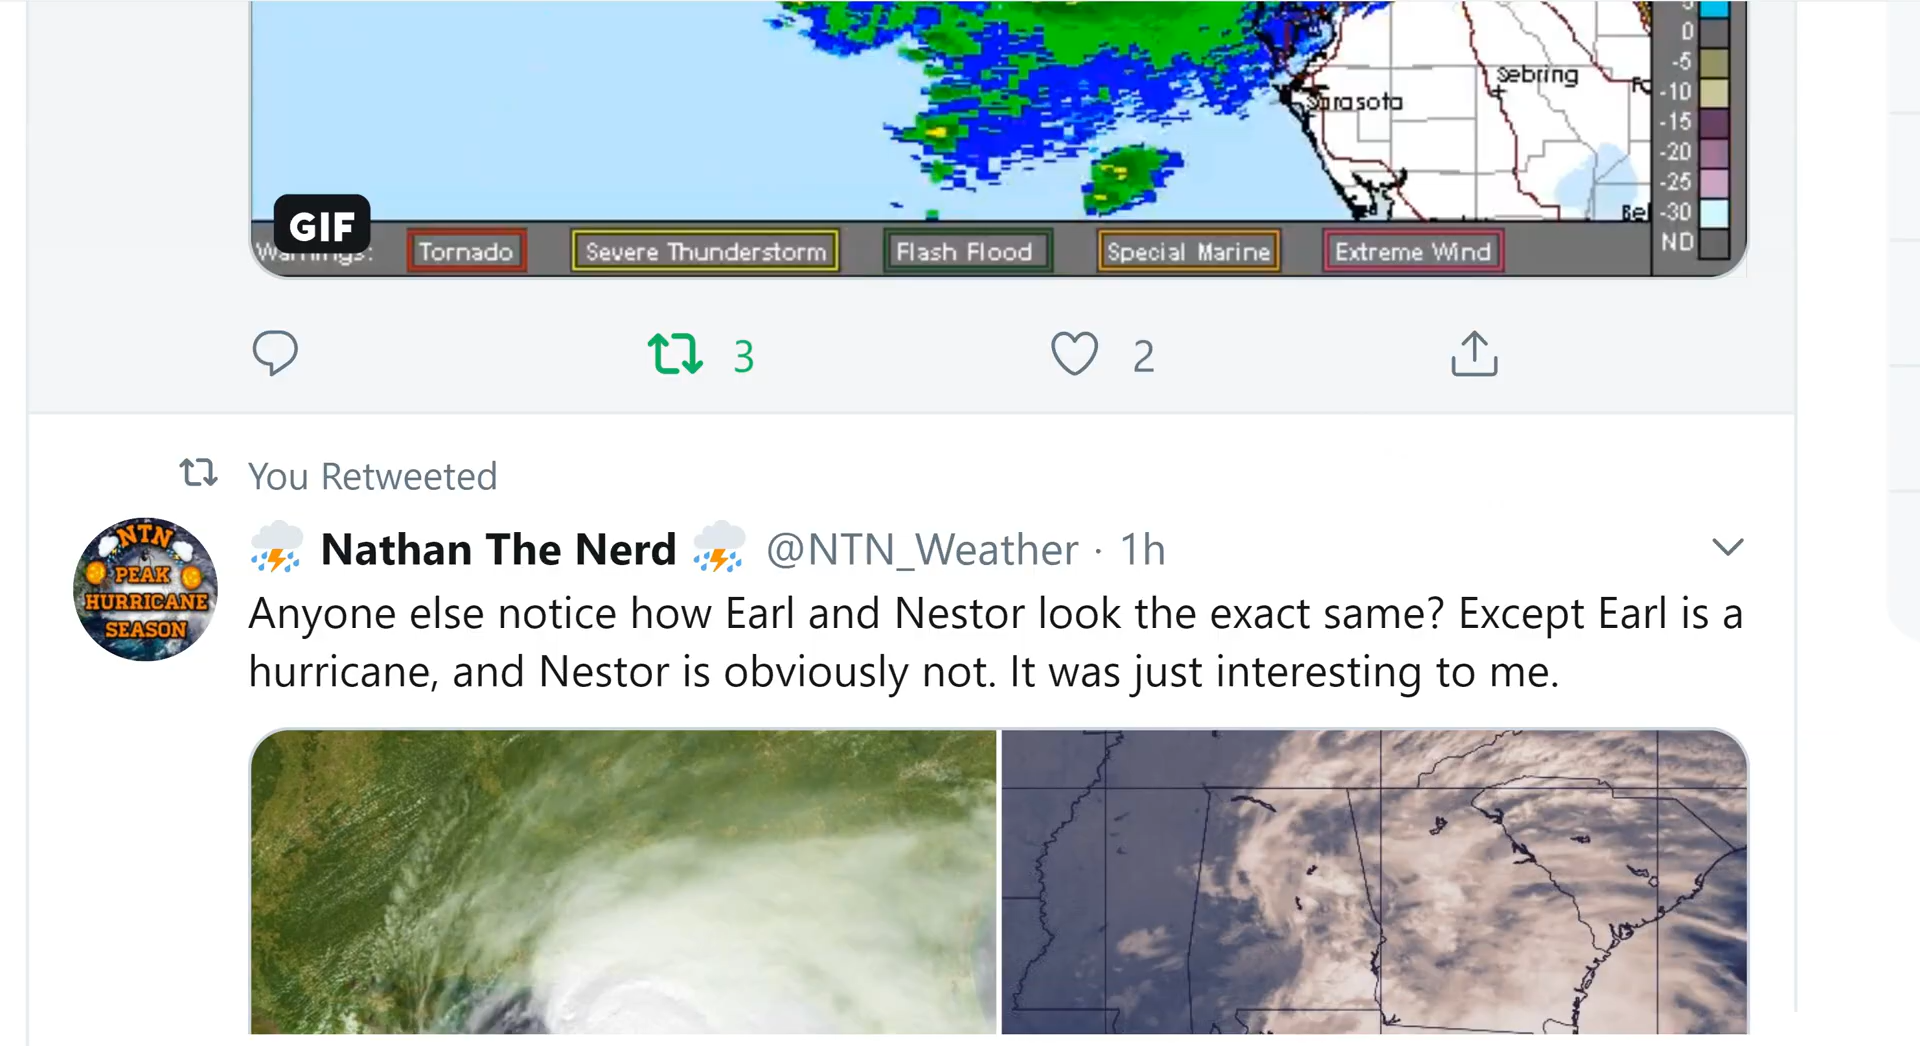 0
-5
Sebring
-10
Sarasota
-15
-20
-25
Bel
-30
ND
GIF
Warnings:
Tornado
Severe Thunderstorm
Flash Flood
Special Marine
Extreme Wind
3
2
You Retweeted
Nathan The Nerd @NTN_Weather · 1h
Anyone else notice how Earl and Nestor look the exact same? Except Earl is a
hurricane, and Nestor is obviously not. It was just interesting to me.
NTN
PEAK
HURRICANE
SEASON